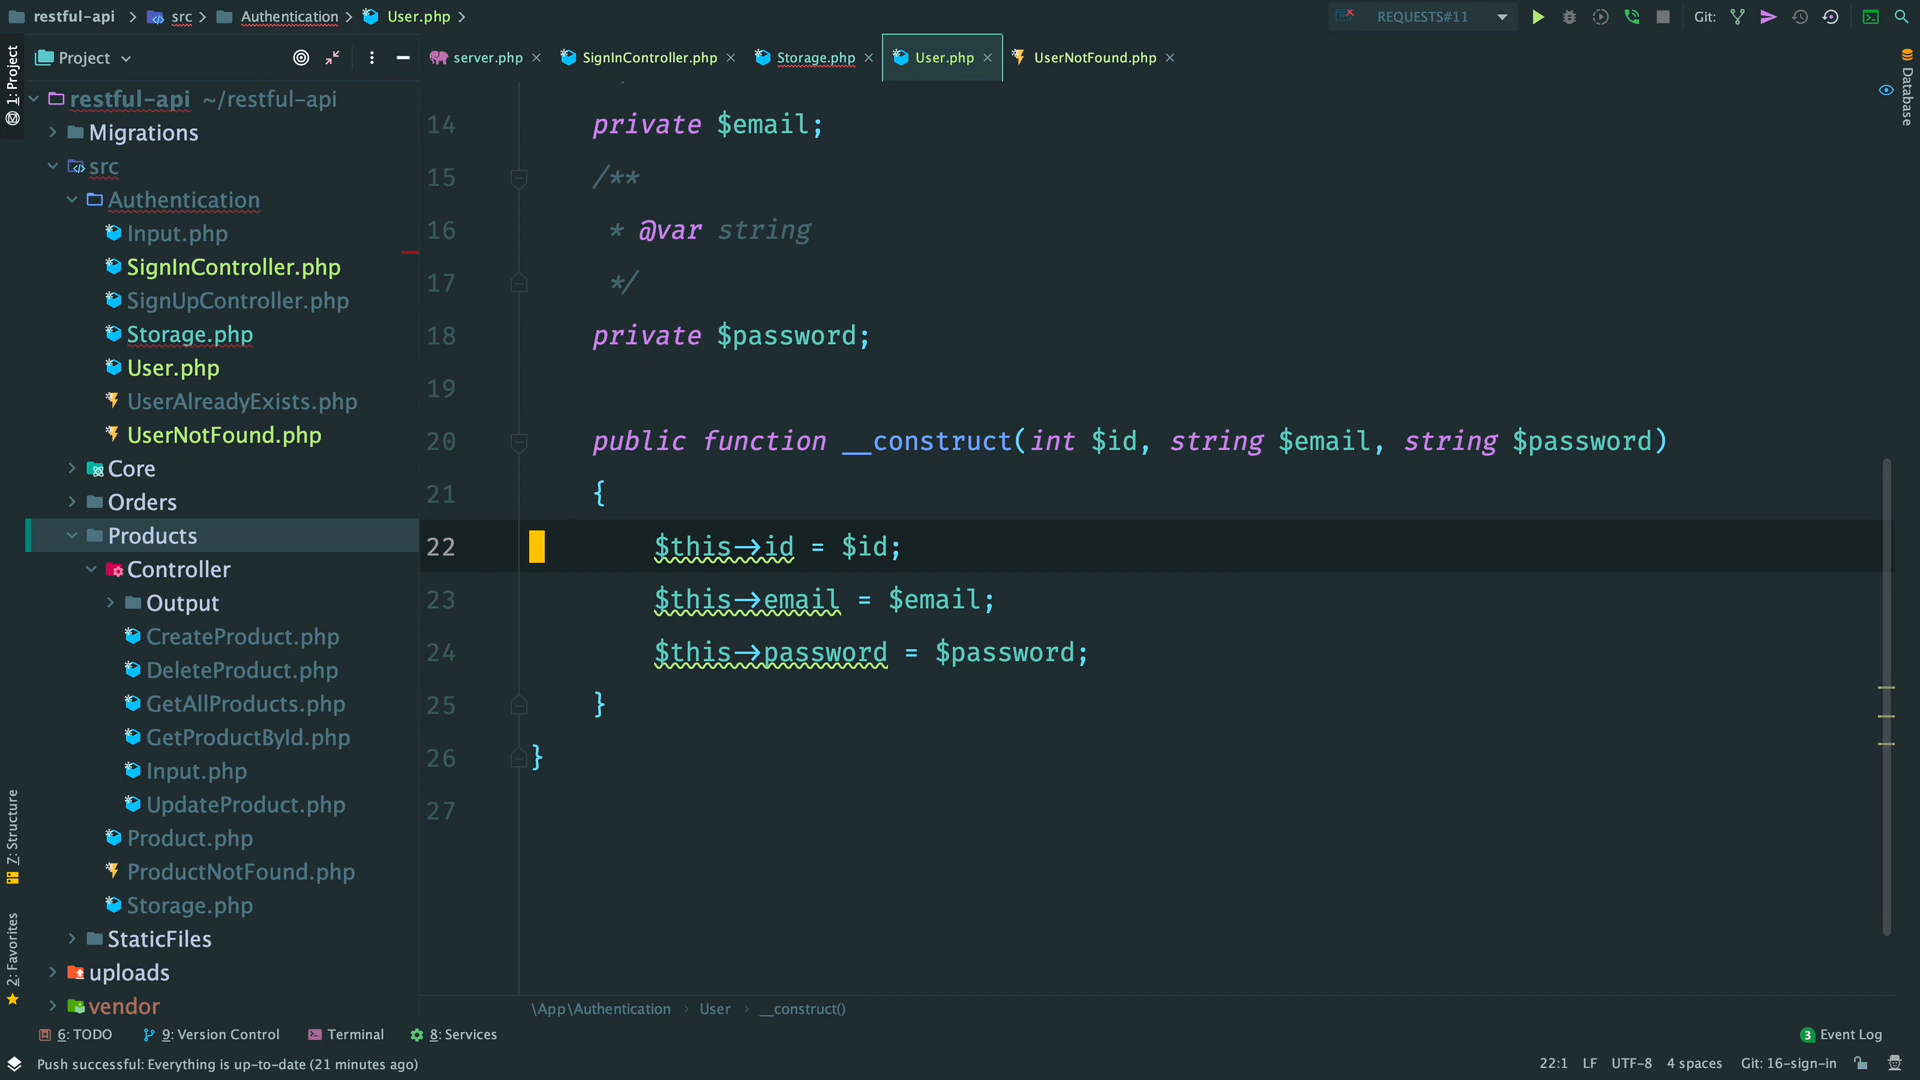 restful-api > src > Authentication > User.php >
REQUESTS#11
Git:
Project
server.php
SignInController.php
Storage.php
User.php
UserNotFound.php
1: Project
Database
restful-api ~/restful-api
Migrations
src
Authentication
Input.php
SignInController.php
SignUpController.php
Storage.php
User.php
UserAlreadyExists.php
UserNotFound.php
Core
Orders
Products
Controller
Output
CreateProduct.php
DeleteProduct.php
GetAllProducts.php
GetProductById.php
Input.php
UpdateProduct.php
Product.php
ProductNotFound.php
Storage.php
StaticFiles
uploads
vendor
Z: Structure
2: Favorites
14 private $email;
15 /**
16 * @var string
17 */
18 private $password;
19
20 public function __construct(int $id, string $email, string $password)
21 {
22 $this->id = $id;
23 $this->email = $email;
24 $this->password = $password;
25 }
26 }
27
\App\Authentication > User > __construct()
6: TODO
9: Version Control
Terminal
8: Services
3 Event Log
Push successful: Everything is up-to-date (21 minutes ago)
22:1 LF UTF-8 4 spaces Git: 16-sign-in